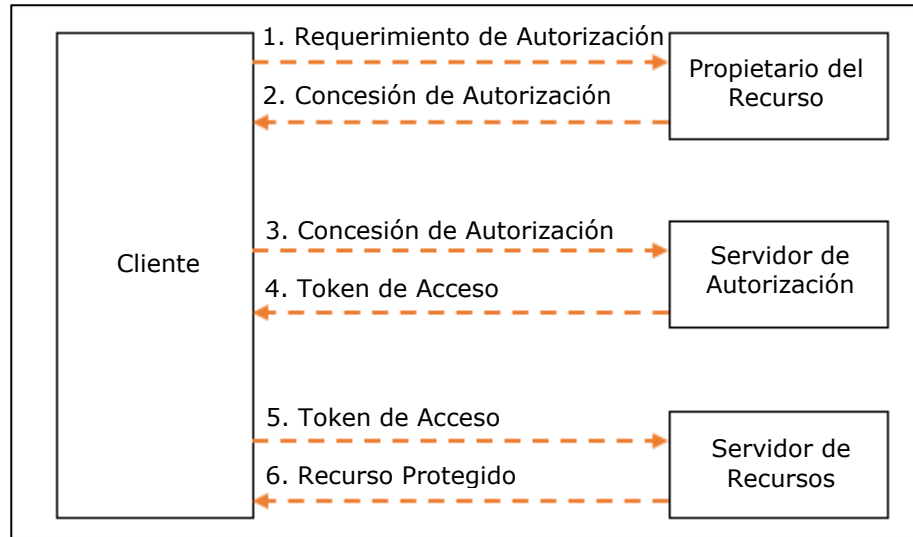 1. Requerimiento de Autorización
Propietario del
Recurso
2. Concesión de Autorización
Cliente
3. Concesión de Autorización
Servidor de
Autorización
4. Token de Acceso
5. Token de Acceso
Servidor de
Recursos
6. Recurso Protegido